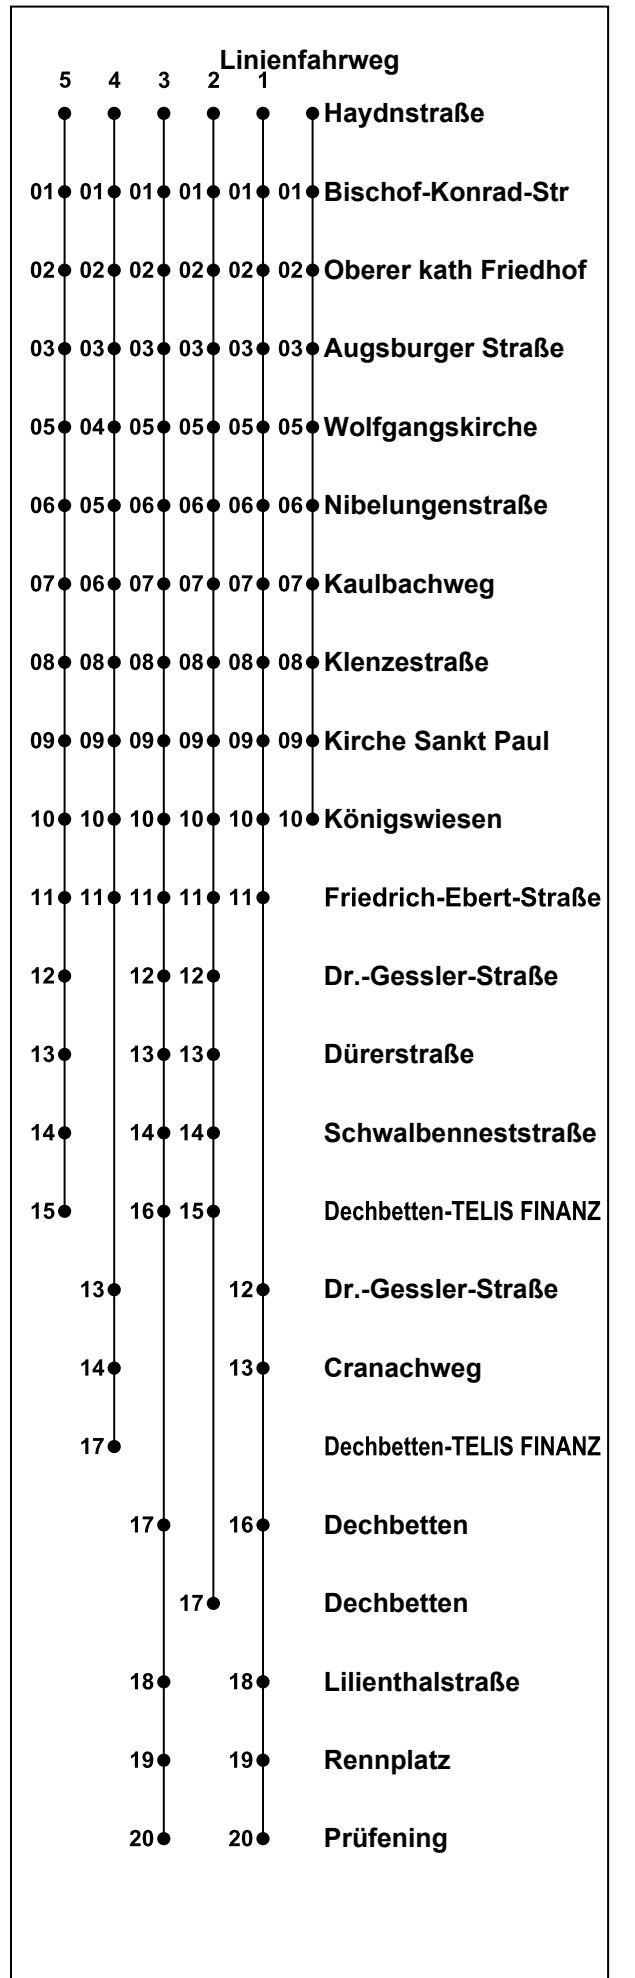 Linienfahrweg
5 4 3 2 1
Haydnstraße
01 01 01 01 01 01 Bischof-Konrad-Str
02 02 02 02 02 02 Oberer kath Friedhof
03 03 03 03 03 03 Augsburger Straße
05 04 05 05 05 05 Wolfgangskirche
06 05 06 06 06 06 Nibelungenstraße
07 06 07 07 07 07 Kaulbachweg
08 08 08 08 08 08 Klenzestraße
09 09 09 09 09 09 Kirche Sankt Paul
10 10 10 10 10 10 Königswiesen
11 11 11 11 11 Friedrich-Ebert-Straße
12 12 12 Dr.-Gessler-Straße
13 13 13 Dürerstraße
14 14 14 Schwalbenneststraße
15 16 15 Dechbetten-TELIS FINANZ
13 12 Dr.-Gessler-Straße
14 13 Cranachweg
17 Dechbetten-TELIS FINANZ
17 16 Dechbetten
17 Dechbetten
18 18 Lilienthalstraße
19 19 Rennplatz
20 20 Prüfening